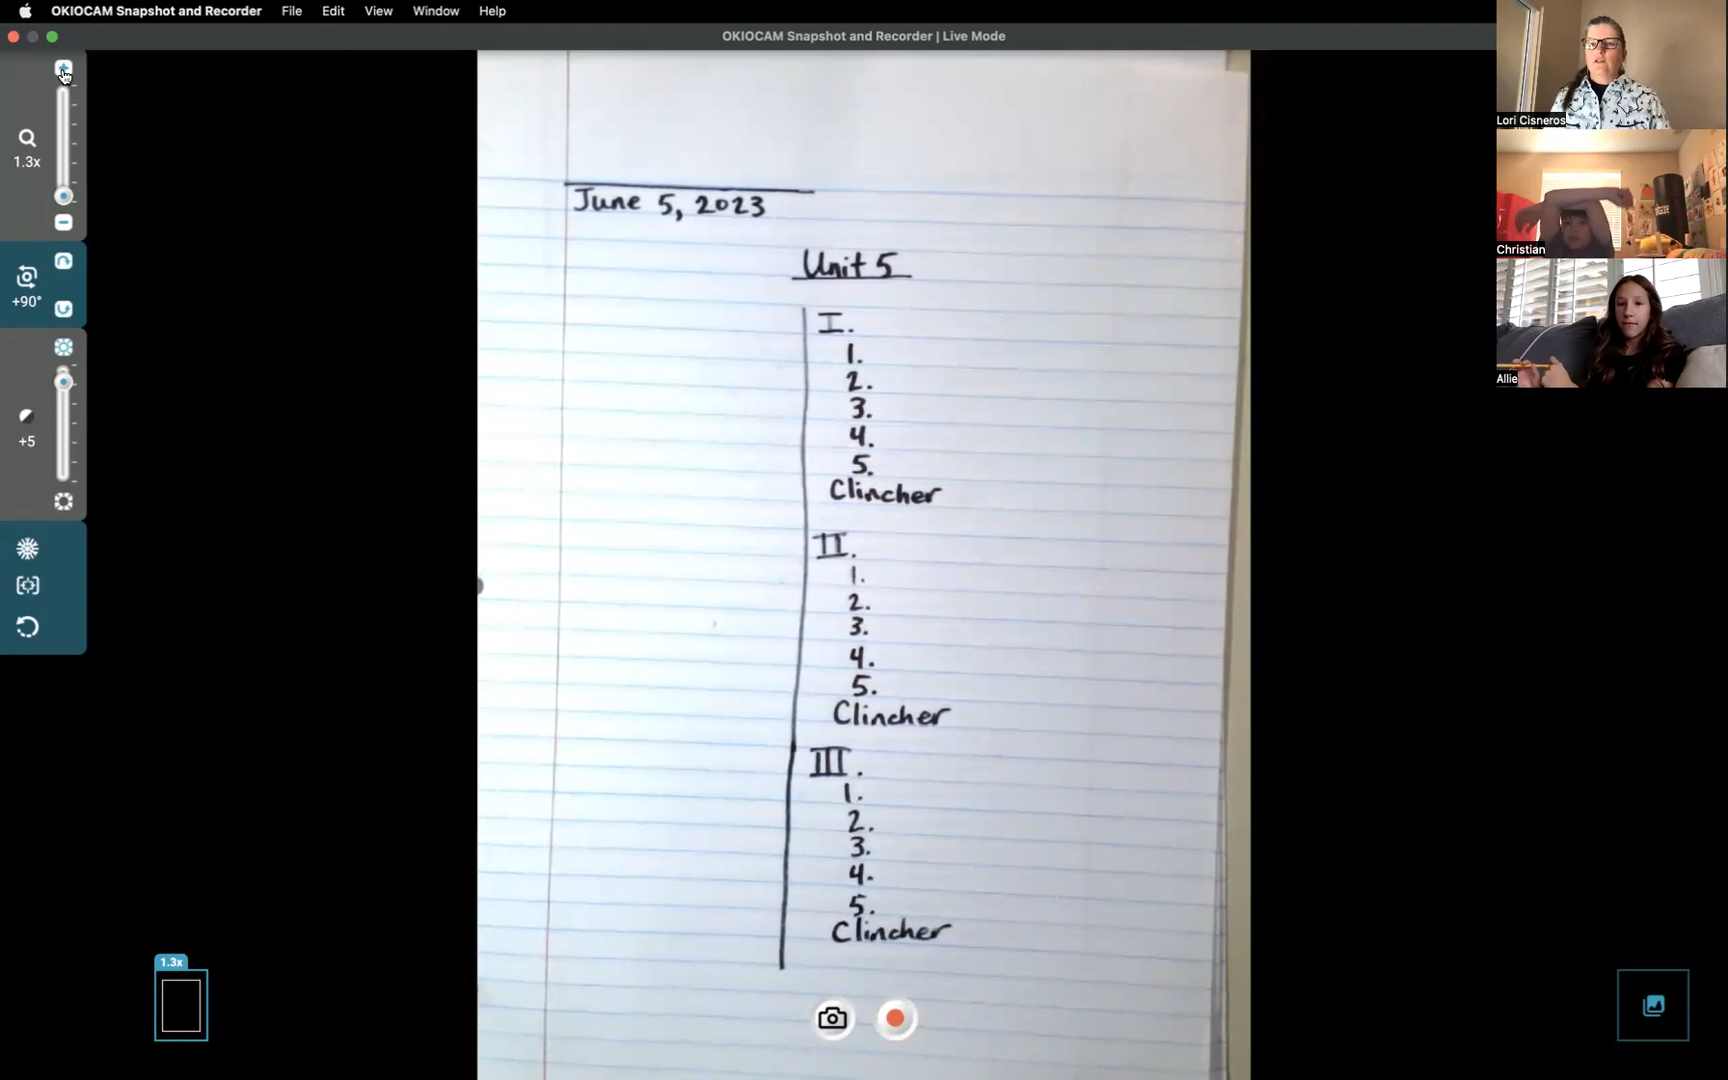 OKIOCAM Snapshot and Recorder File Edit View Window Help
OKIOCAM Snapshot and Recorder | Live Mode
1.3x
+90°
+5
June 5, 2023
Unit 5
I.
1.
2.
3.
4.
5.
Clincher
II.
1.
2.
3.
4.
5.
Clincher
III.
1.
2.
3.
4.
5.
Clincher
1.3x
Lori Cisneros
Christian
Allie